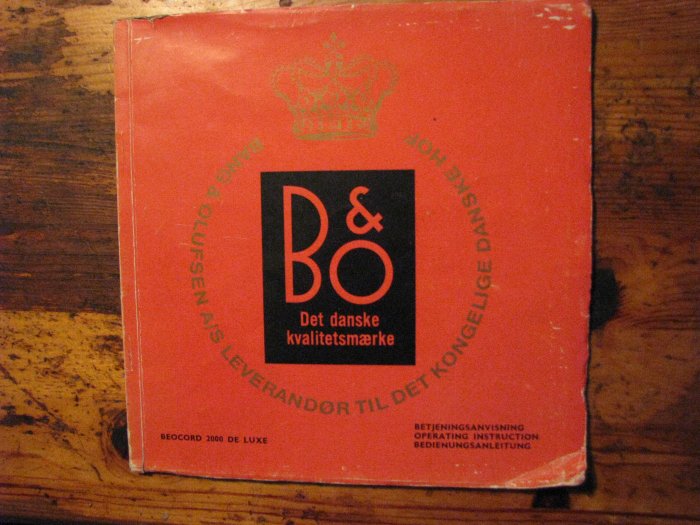 BANG & OLUFSEN A/S LEVERANDØR TIL DET KONGELIGE DANSKE HOF
B&O
Det danske
kvalitetsmærke
BEOCORD 2000 DE LUXE
BETJENINGSANVISNING
OPERATING INSTRUCTION
BEDIENUNGSANLEITUNG